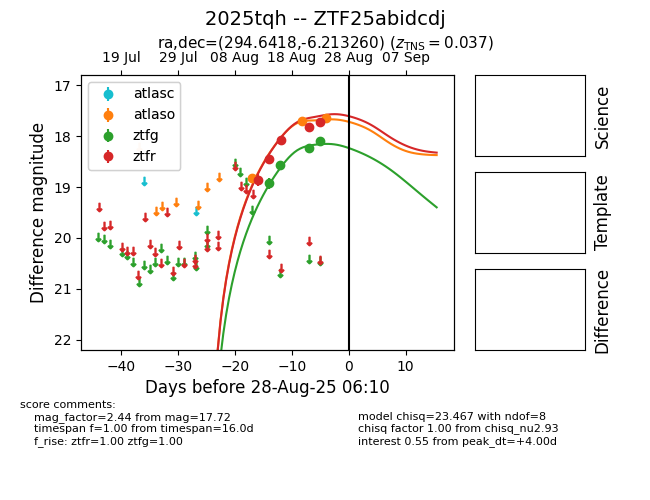 2025tqh -- ZTF25abidcdj
ra,dec=(294.6418,-6.213260) (z_TNS = 0.037)
19 Jul 29 Jul 08 Aug 18 Aug 28 Aug 07 Sep
atlasc
atlaso
ztfg
ztfr
17
18
19
20
21
22
Difference magnitude
−40 −30 −20 −10 0 10
Days before 28-Aug-25 06:10
Science
Template
Difference
score comments:
mag_factor=2.44 from mag=17.72
timespan f=1.00 from timespan=16.0d
f_rise: ztfr=1.00 ztfg=1.00
model chisq=23.467 with ndof=8
chisq factor 1.00 from chisq_nu2.93
interest 0.55 from peak_dt=+4.00d